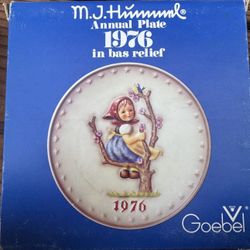 M.J.Hummel®
Annual Plate
1976
in bas relief
1976
Goebel